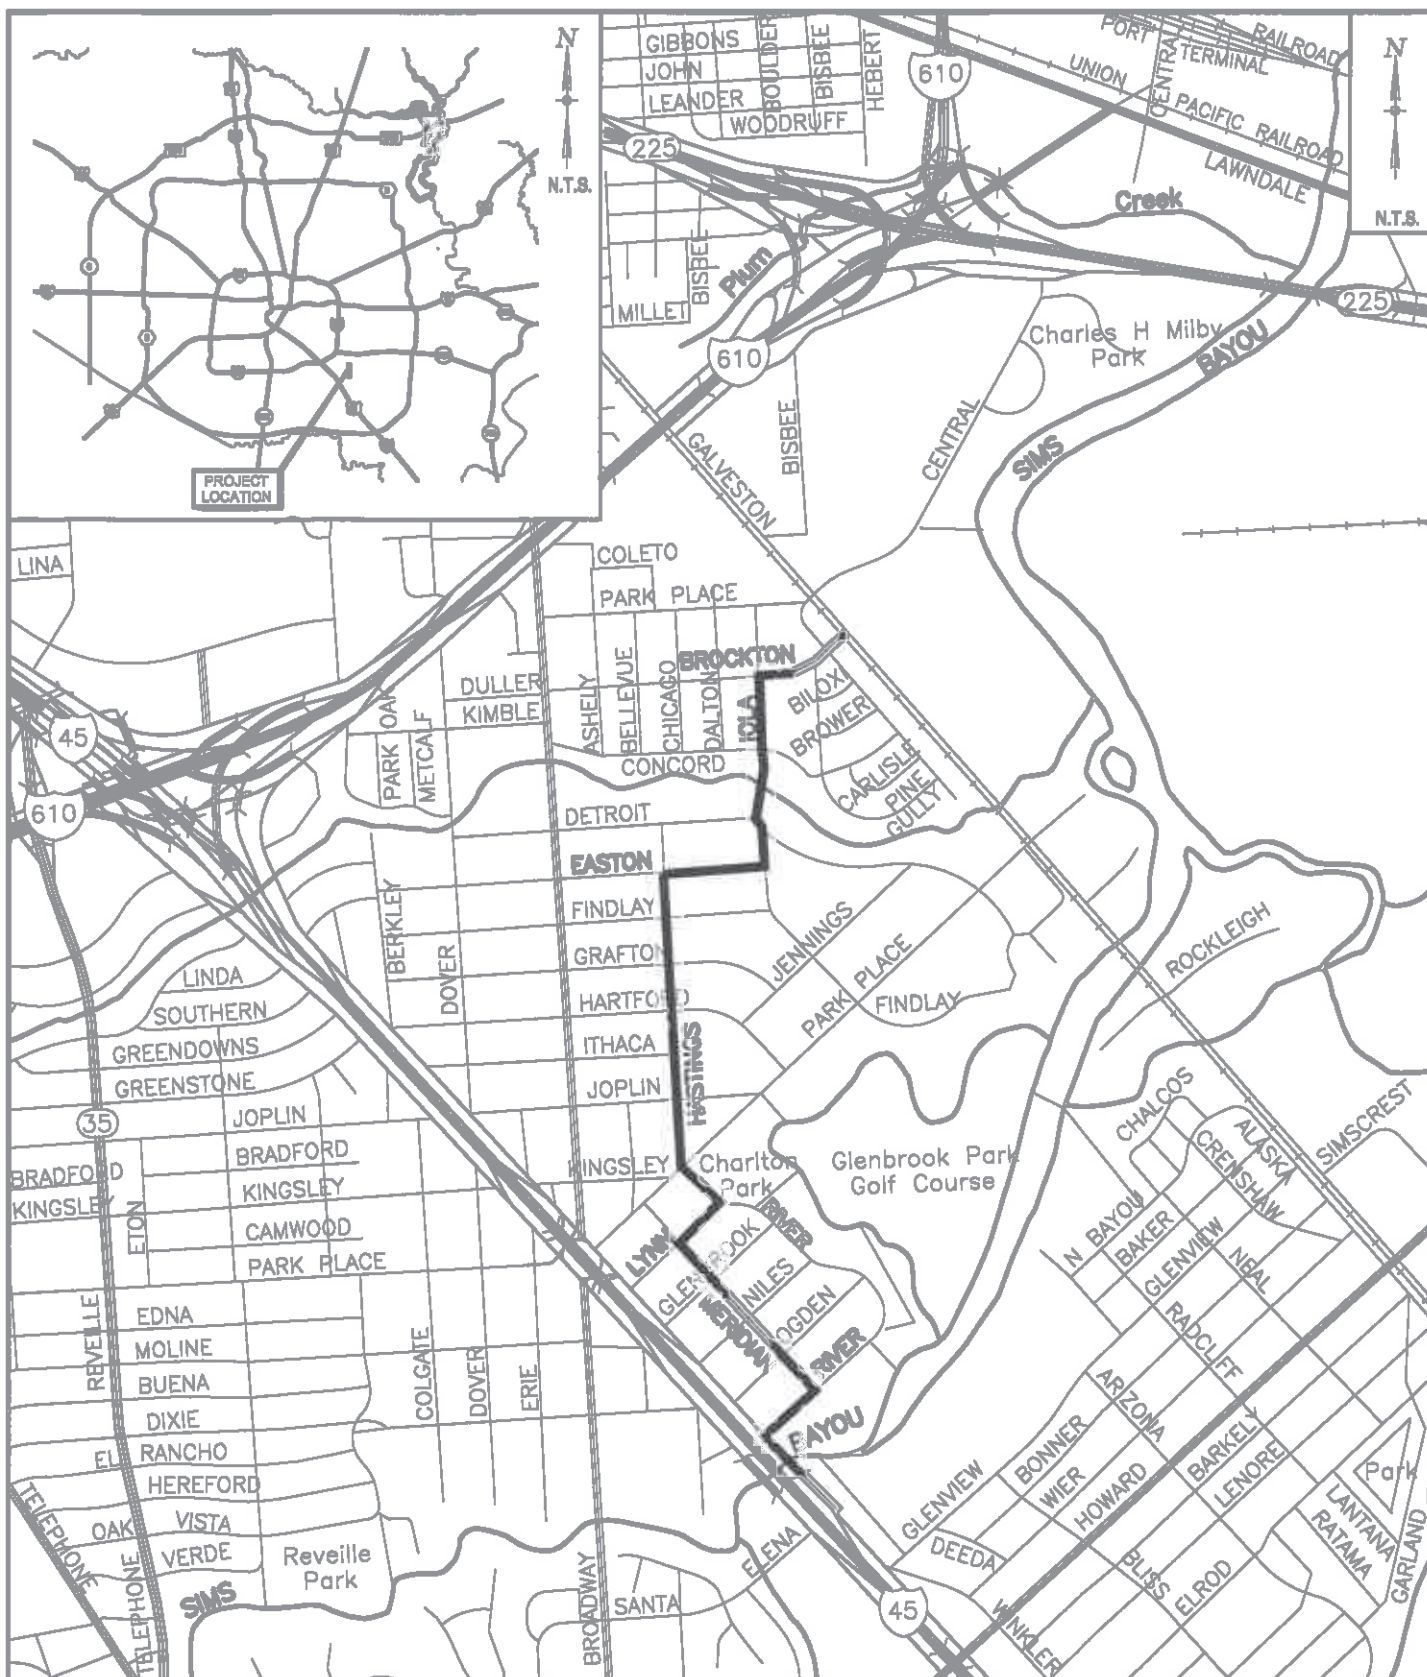 N
N.T.S.
PROJECT
LOCATION
N
N.T.S.
GIBBONS
JOHN
LEANDER
WOODRUFF
BOULDER
BISBEE
HEBERT
610
225
PORT
TERMINAL
RAILROAD
CENTRAL
UNION
PACIFIC RAILROAD
LAWNDALE
Creek
Plum
BISBEE
MILLET
610
225
Charles H Milby
Park
BAYOU
SIMS
GALVESTON
BISBEE
CENTRAL
LINA
COLETO
PARK PLACE
BROCKTON
DULLER
KIMBLE
ASHELY
BELLEVUE
CHICAGO
DALTON
IOLA
BILOXI
BROWER
CARLISLE
PINE
GULLY
PARK OAK
METCALF
CONCORD
45
610
DETROIT
EASTON
FINDLAY
GRAFTON
HARTFORD
ITHACA
JOPLIN
KINGSLEY
HASTINGS
BERKLEY
DOVER
JENNINGS
PARK PLACE
FINDLAY
ROCKLEIGH
LINDA
SOUTHERN
GREENDOWNS
GREENSTONE
35
JOPLIN
BRADFORD
BRADFORD
KINGSLEY
KINGSLEY
ETON
CAMWOOD
PARK PLACE
Charlton
Park
Glenbrook Park
Golf Course
CHALCOS
ALASKA
CRENSHAW
SIMSCREST
N BAYOU
BAKER
GLENVIEW
NEAL
RADCLIFF
LYNN
RIVER
GLENBROOK
NILES
OGDEN
MERIDIAN
RIVER
BAYOU
REVEILLE
EDNA
MOLINE
BUENA
DIXIE
EL RANCHO
HEREFORD
OAK VISTA
VERDE
COLGATE
DOVER
ERIE
TELEPHONE
TELEPHONE
Reveille
Park
SIMS
BROADWAY
SANTA
ELENA
45
GLENVIEW
DEEDA
BONNER
WIER
ARIZONA
HOWARD
BARKELY
LENORE
BLISS
ELROD
WINKLER
Park
LANTANA
RATAMA
GARLAND